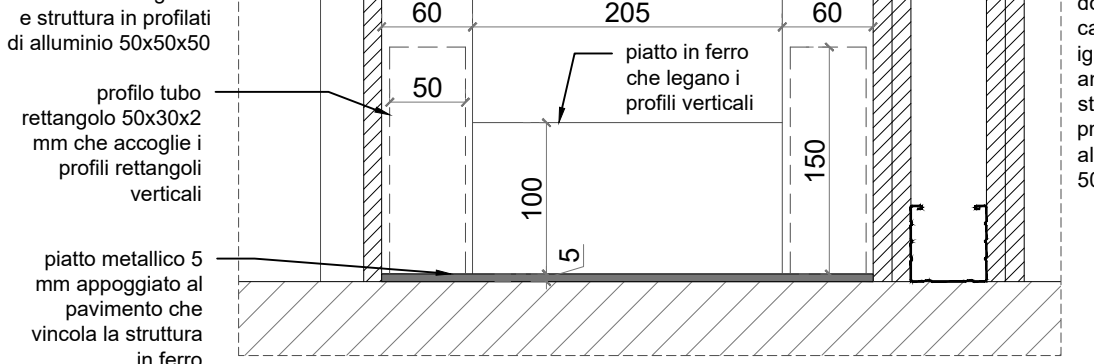 e struttura in profilati
di alluminio 50x50x50
profilo tubo
rettangolo 50x30x2
mm che accoglie i
profili rettangoli
verticali
piatto metallico 5
mm appoggiato al
pavimento che
vincola la struttura
in ferro
60
205
60
50
piatto in ferro
che legano i
profili verticali
100
5
150